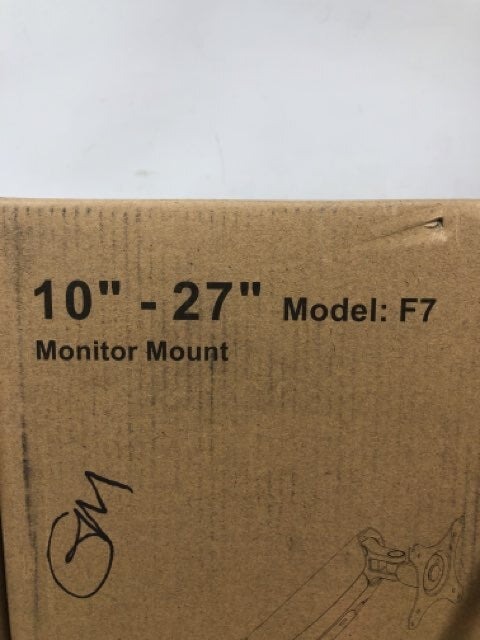 10" - 27" Model: F7
Monitor Mount